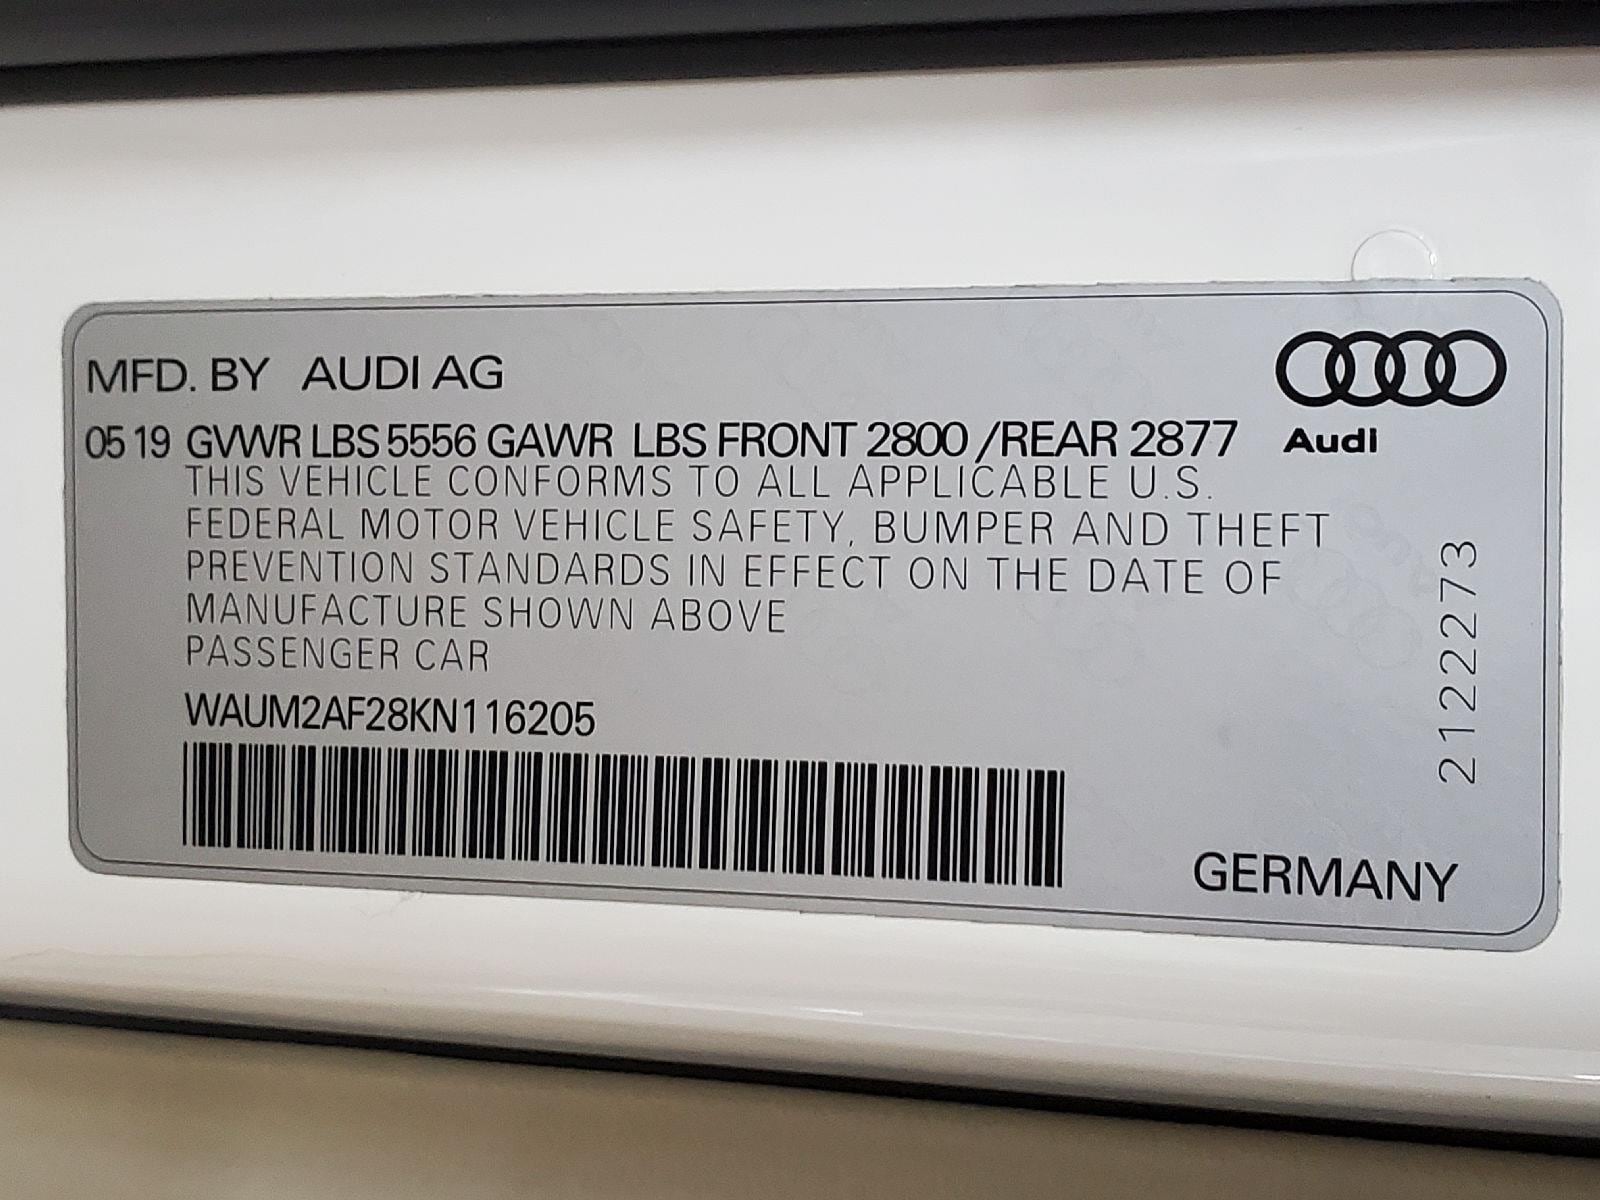 MFD. BY AUDI AG
05 19 GVWR LBS 5556 GAWR LBS FRONT 2800 /REAR 2877
Audi
THIS VEHICLE CONFORMS TO ALL APPLICABLE U.S.
FEDERAL MOTOR VEHICLE SAFETY, BUMPER AND THEFT
PREVENTION STANDARDS IN EFFECT ON THE DATE OF
MANUFACTURE SHOWN ABOVE
PASSENGER CAR
WAUM2AF28KN116205
2122273
GERMANY